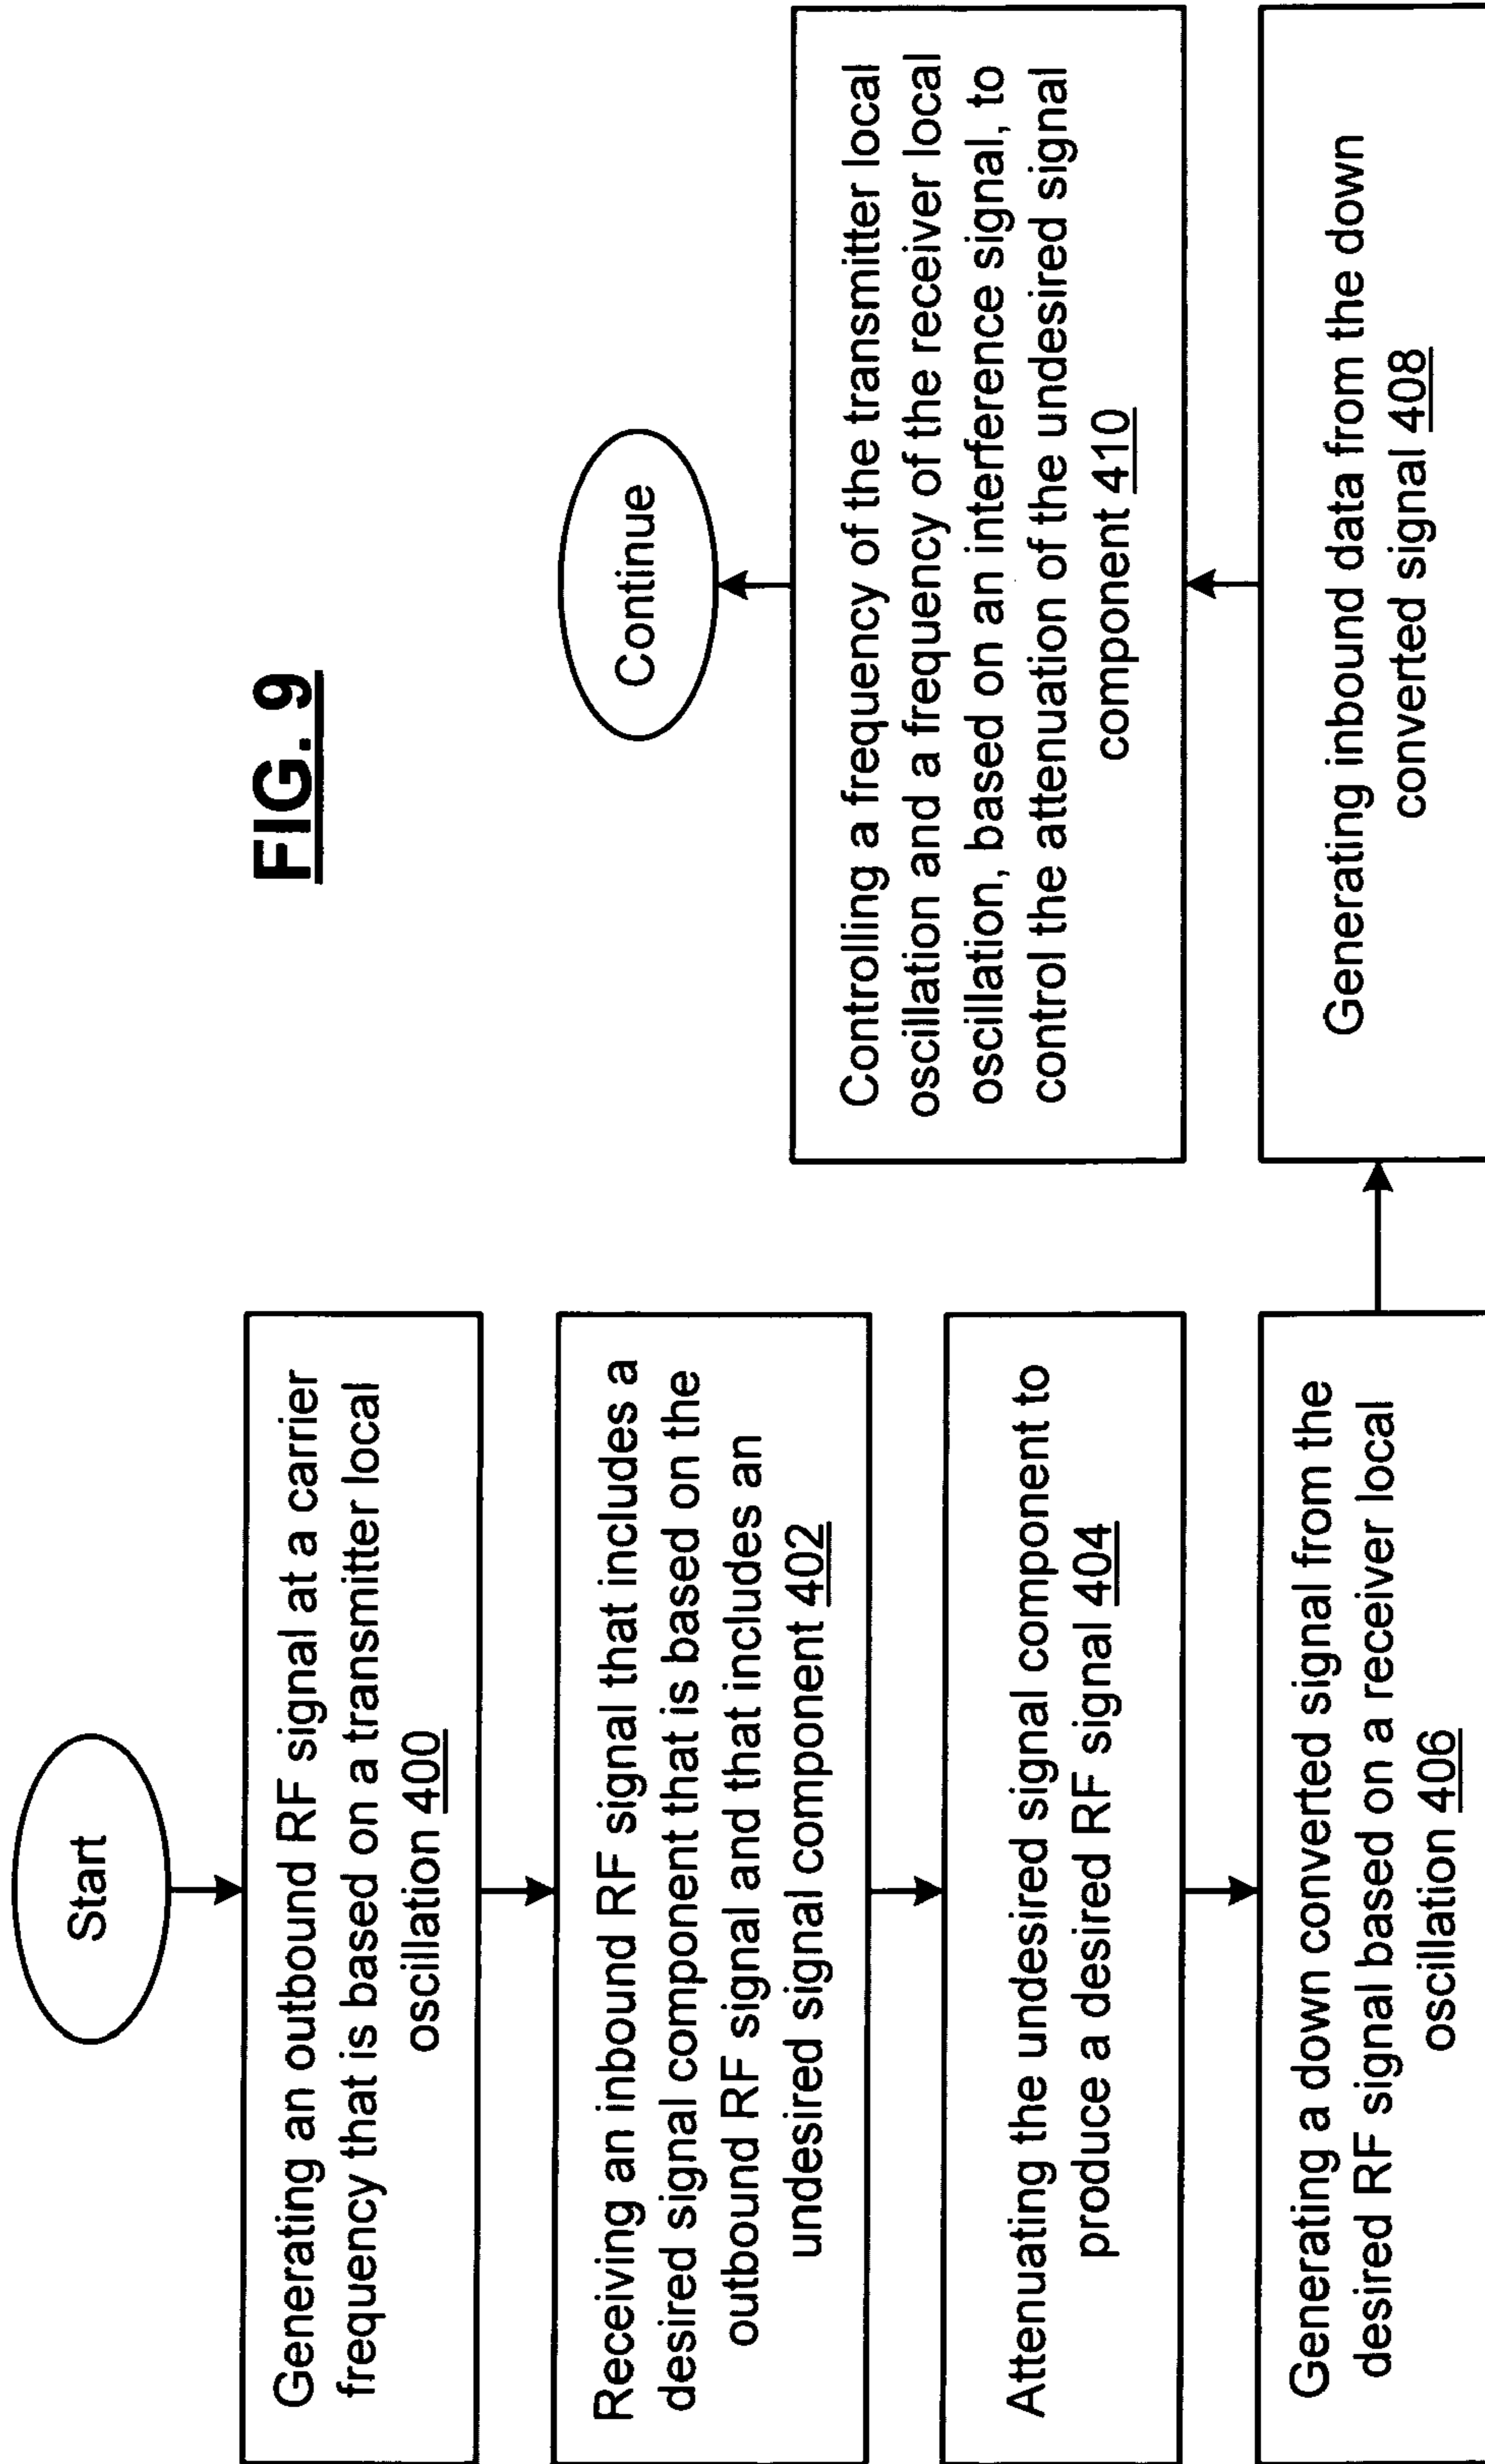 FIG. 9
Start
Generating an outbound RF signal at a carrier
frequency that is based on a transmitter local
oscillation 400
Receiving an inbound RF signal that includes a
desired signal component that is based on the
outbound RF signal and that includes an
undesired signal component 402
Attenuating the undesired signal component to
produce a desired RF signal 404
Generating a down converted signal from the
desired RF signal based on a receiver local
oscillation 406
Generating inbound data from the down
converted signal 408
Controlling a frequency of the transmitter local
oscillation and a frequency of the receiver local
oscillation, based on an interference signal, to
control the attenuation of the undesired signal
component 410
Continue